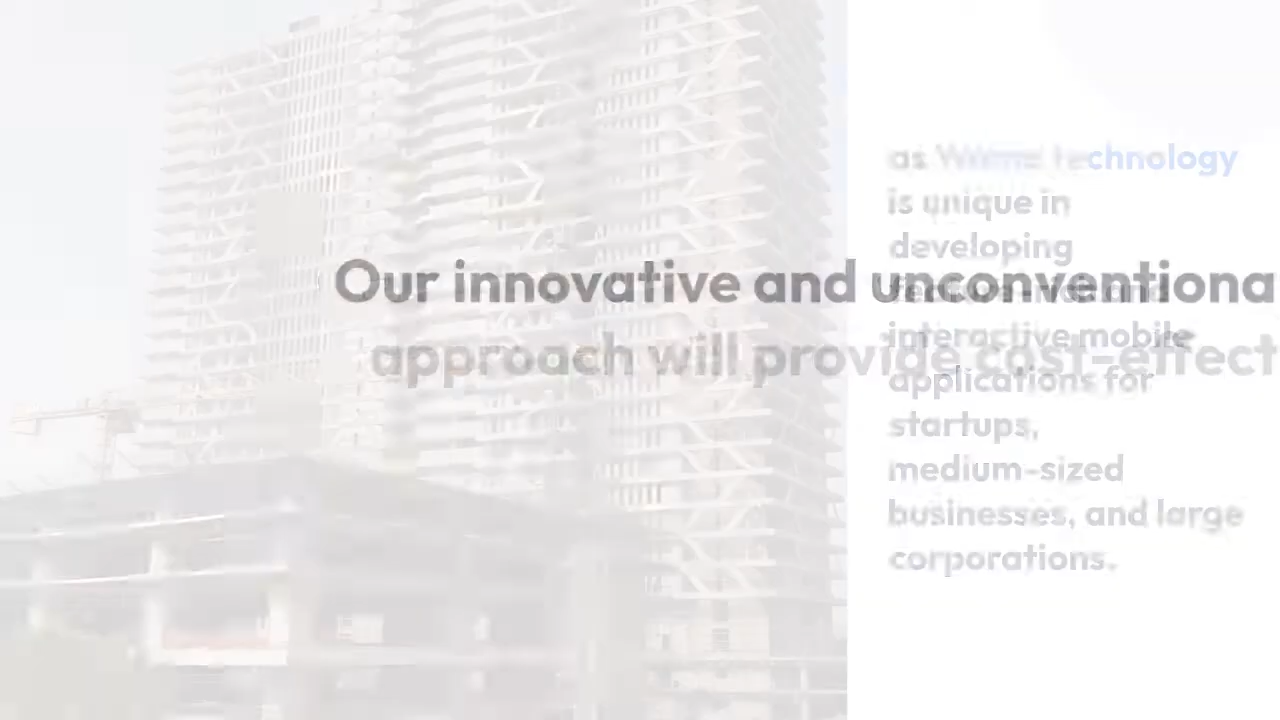 Our innovative and unconventiona
approach will provide cost-effect
as technology
is unique in
developing
interactive mobile
applications for
startups,
medium-sized
businesses, and large
corporations.